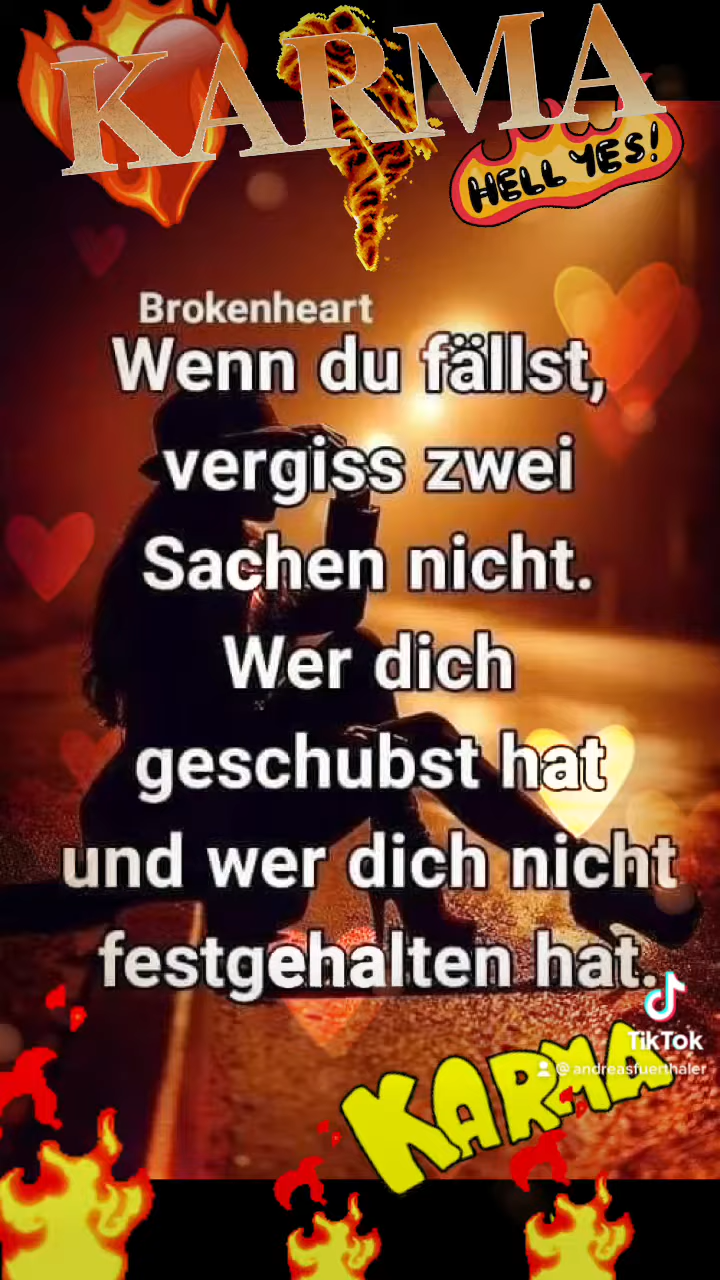 KARMA
HELL YES!
Brokenheart
Wenn du fällst,
vergiss zwei
Sachen nicht.
Wer dich
geschubst hat
und wer dich nicht
festgehalten hat.
TikTok
@andreasfuerthaler
KARMA